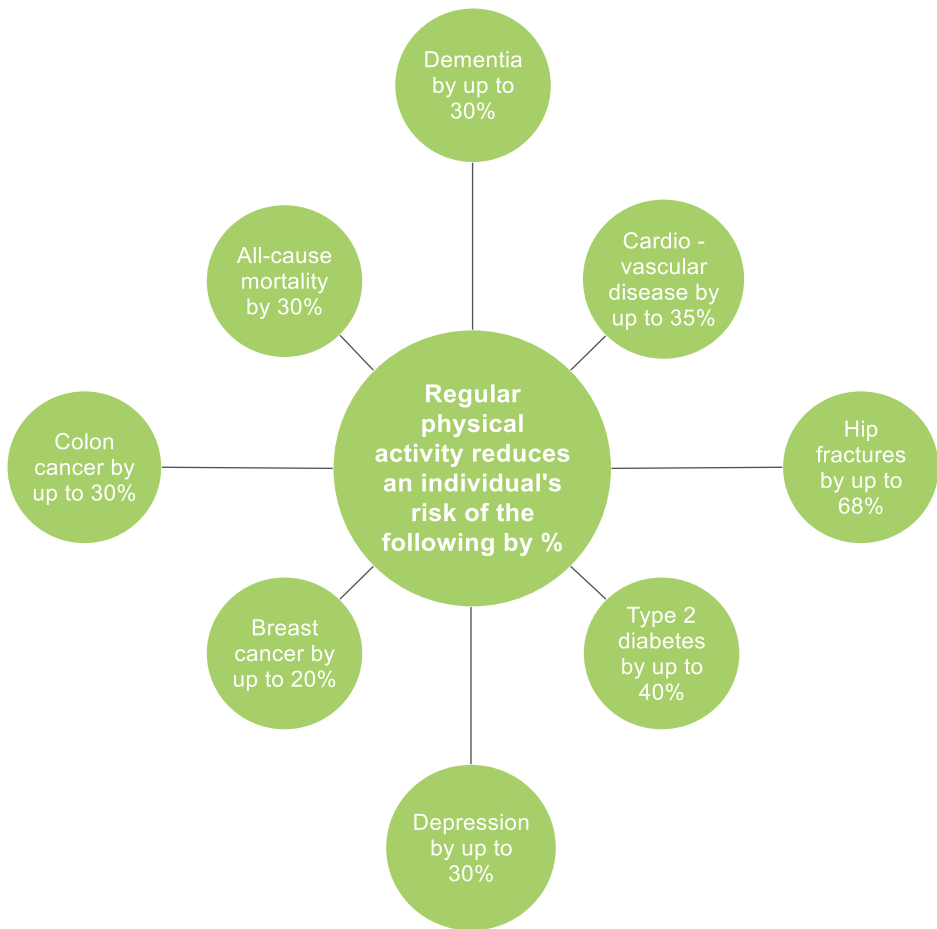 Dementia
by up to
30%
All-cause
mortality
by 30%
Cardio -
vascular
disease by
up to 35%
Regular
physical
activity reduces
an individual's
risk of the
following by %
Colon
cancer by
up to 30%
Hip
fractures
by up to
68%
Breast
cancer by
up to 20%
Type 2
diabetes
by up to
40%
Depression
by up to
30%